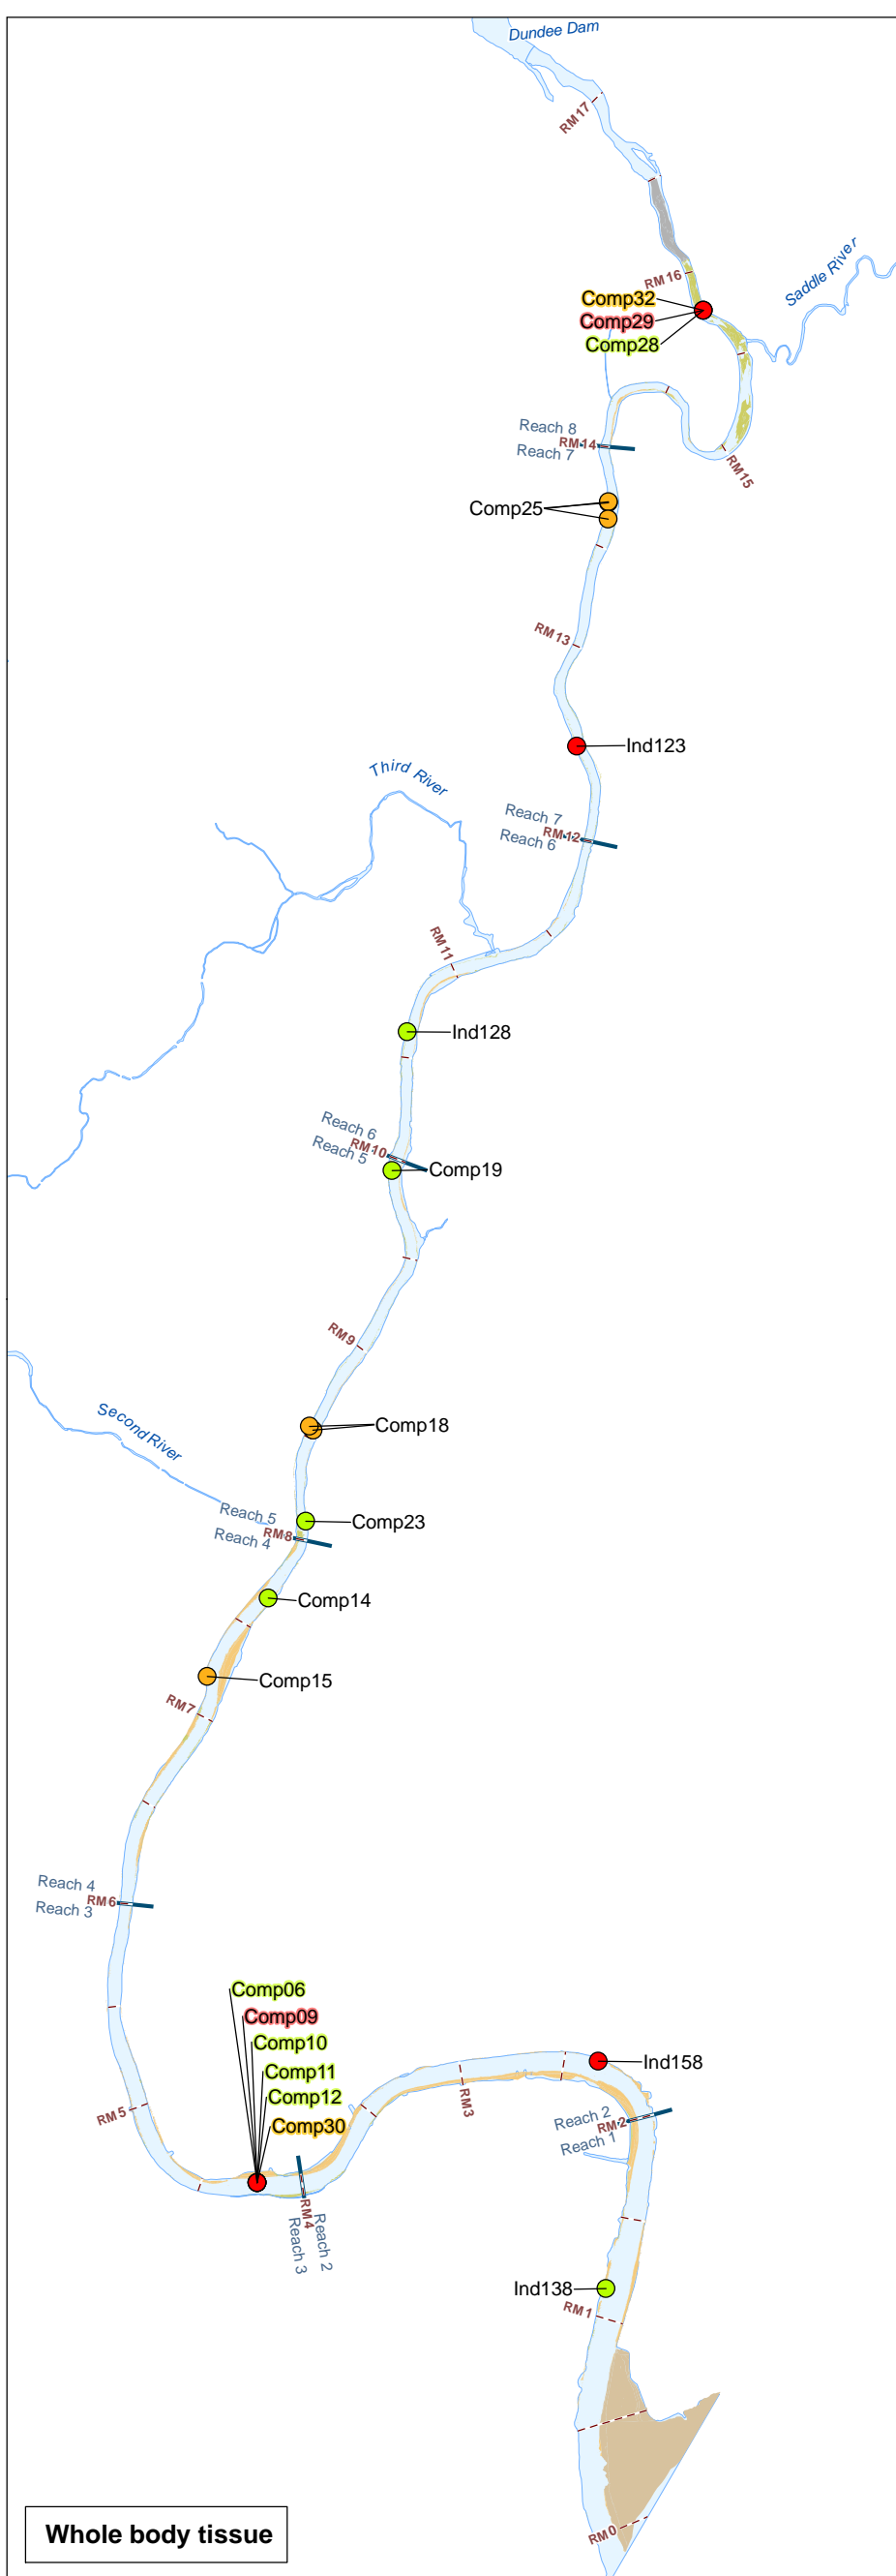 Dundee Dam
RM17
Saddle River
RM16
Comp32
Comp29
Comp28
Reach 8
RM14
Reach 7
RM15
Comp25
RM13
Ind123
Third River
Reach 7
RM12
Reach 6
RM11
Ind128
Reach 6
RM10
Reach 5
Comp19
RM9
Second River
Comp18
Reach 5
RM8
Reach 4
Comp23
Comp14
Comp15
RM7
Reach 4
RM6
Reach 3
Comp06
Comp09
Comp10
Comp11
Comp12
Comp30
Ind158
RM3
Reach 2
RM2
Reach 1
RM5
RM4
Reach 2
Reach 3
Ind138
RM1
RM0
Whole body tissue